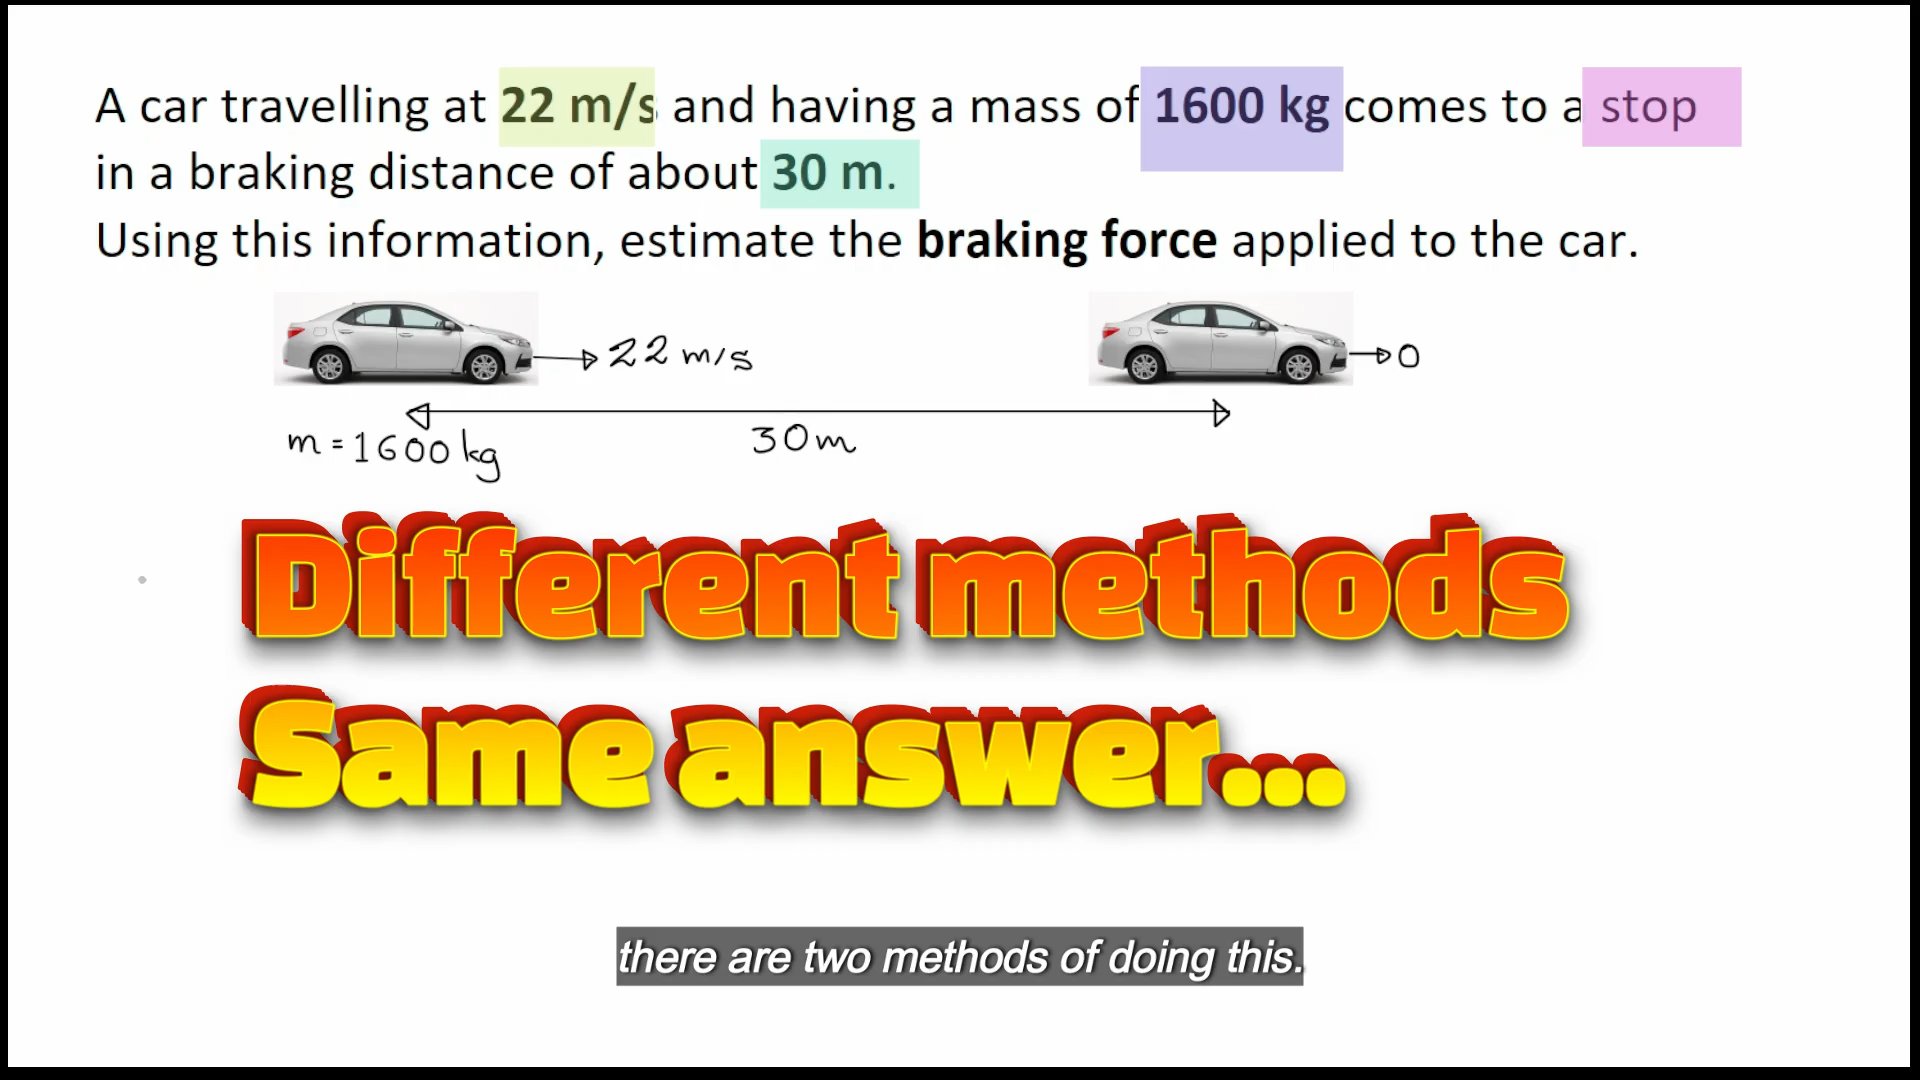 A car travelling at 22 m/s and having a mass of 1600 kg comes to a stop
in a braking distance of about 30 m.
Using this information, estimate the braking force applied to the car.
22 m/s
0
m = 1600 kg
30m
Different methods
Same answer...
there are two methods of doing this.